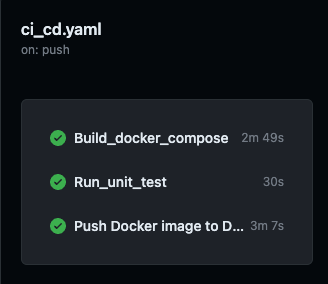 ci_cd.yaml
on: push
Build_docker_compose 2m 49s
Run_unit_test 30s
Push Docker image to D... 3m 7s